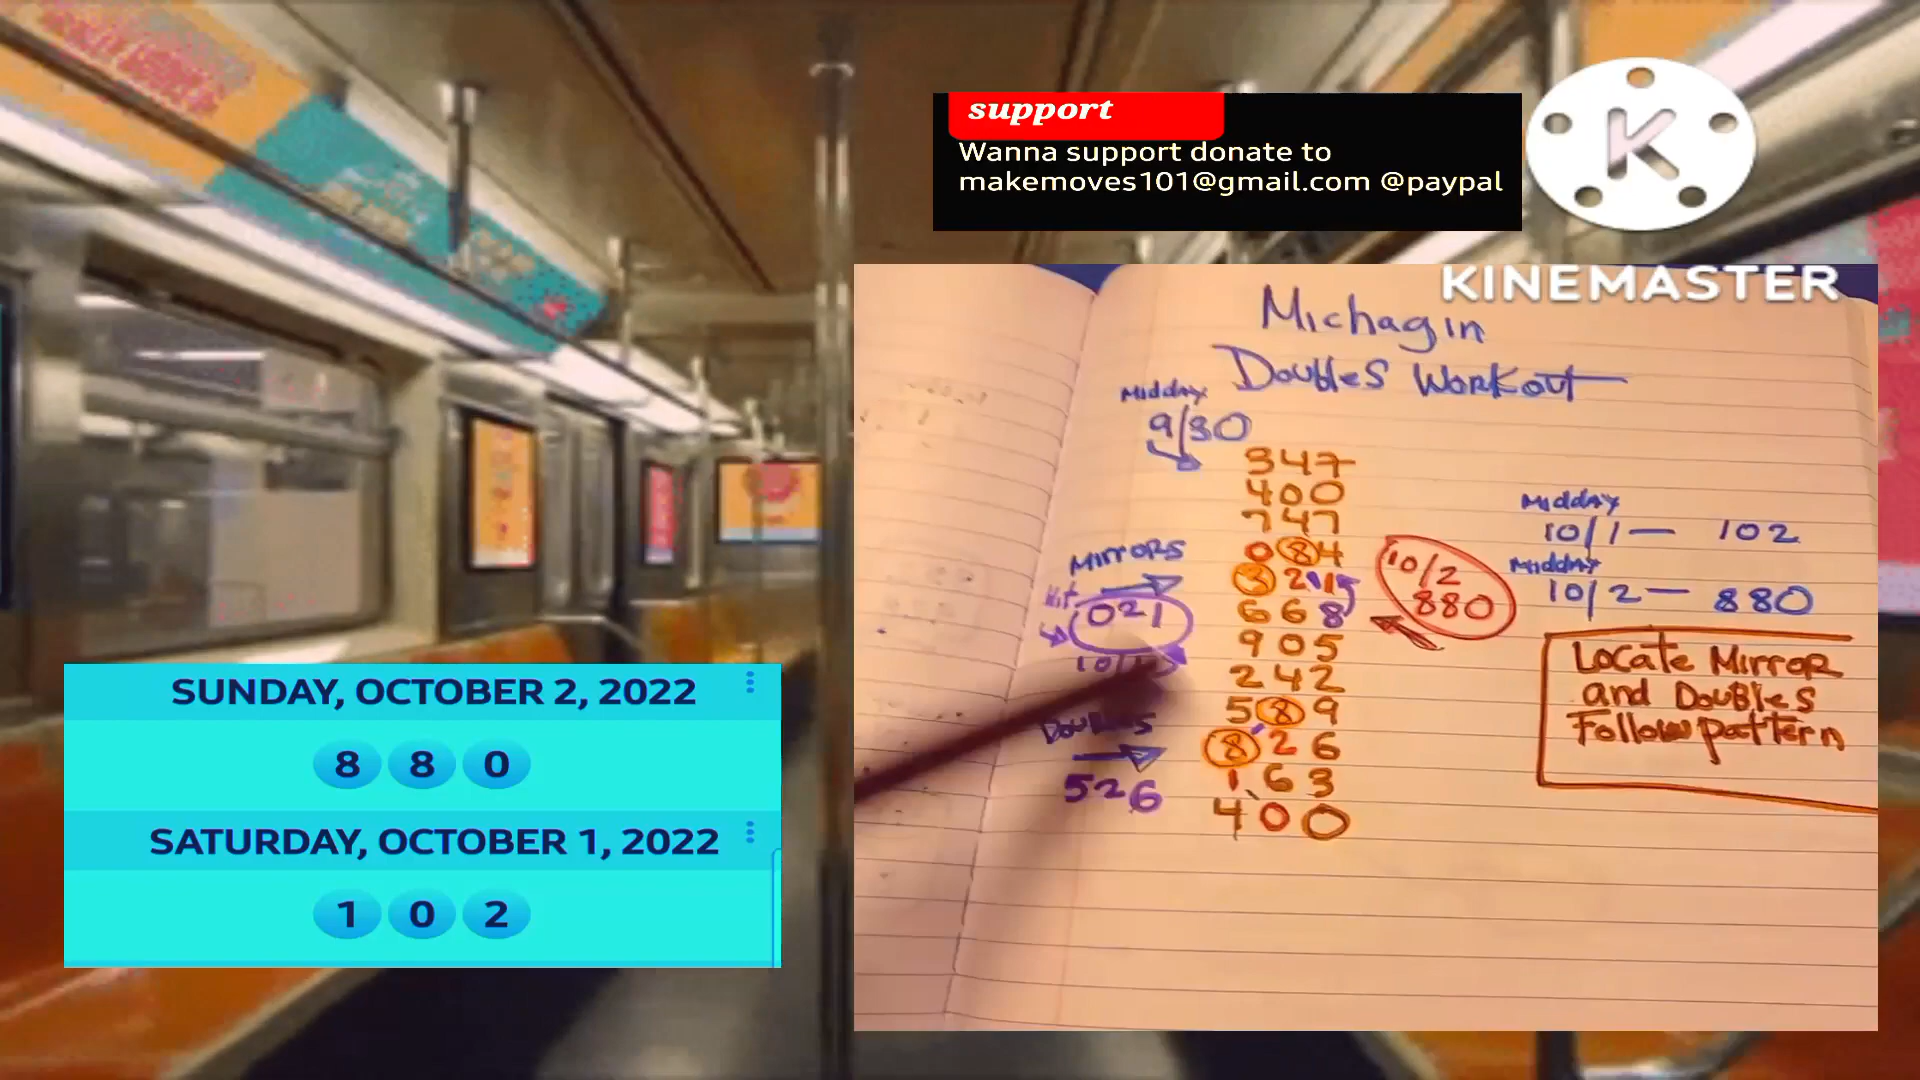 support
Wanna support donate to
makemoves101@gmail.com @paypal
K
KINEMASTER
Michagin
Doubles Workout
Midday
9/30
347
400
747
084
Mirrors
Hit
021
668
905
242
589
826
163
400
526
10/2
880
Midday
10/1 — 102
Midday
10/2 — 880
Locate Mirror
and Doubles
Follow pattern
SUNDAY, OCTOBER 2, 2022
8 8 0
SATURDAY, OCTOBER 1, 2022
1 0 2